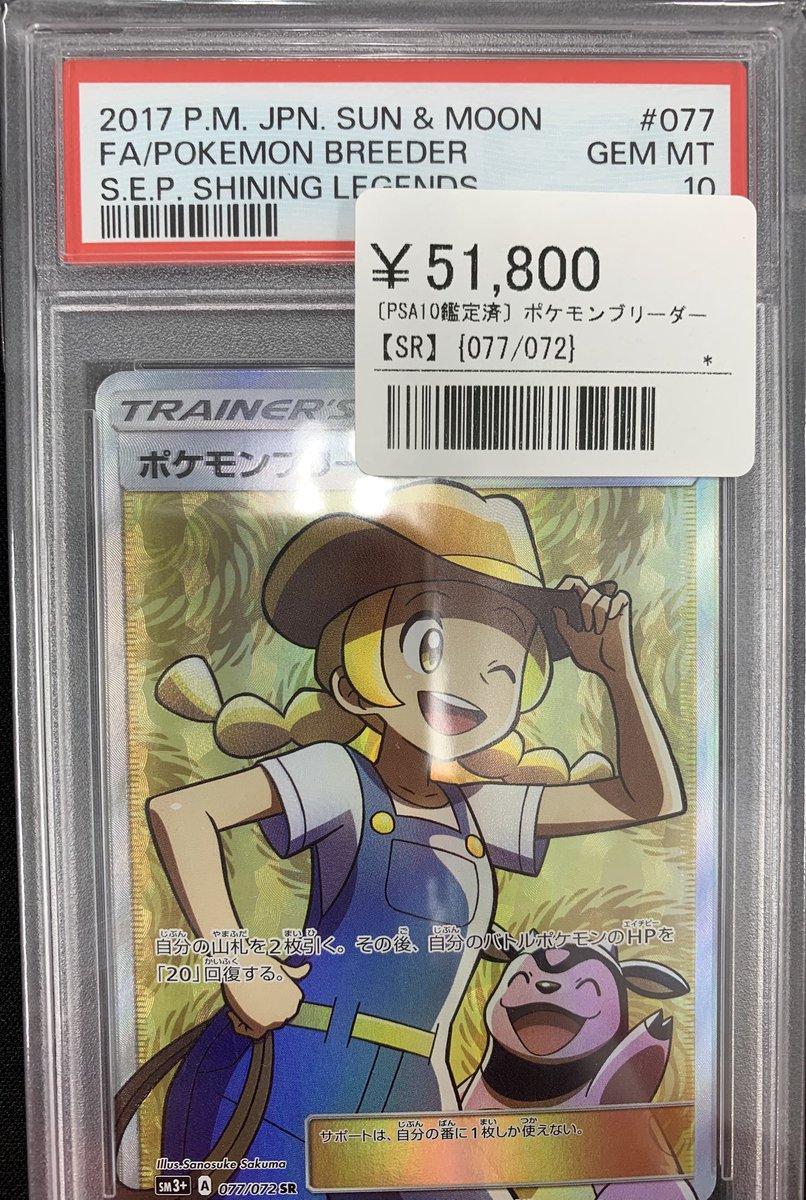 2017 P.M. JPN. SUN & MOON #077
FA/POKEMON BREEDER GEM MT
S.E.P. SHINING LEGENDS 10
¥ 51,800
〔PSA10鑑定済〕ポケモンブリーダー
【SR】{077/072} *
TRAINER'S
ポケモンブリー
自分の山札を2枚引く。その後、自分のバトルポケモンのHPを
「20」回復する。
サポートは、自分の番に1枚しか使えない。
Illus.Sanosuke Sakuma
SM3+ A 077/072 SR